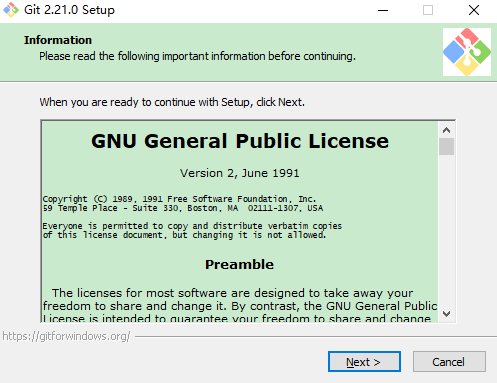 Git 2.21.0 Setup
Information
Please read the following important information before continuing.
When you are ready to continue with Setup, click Next.
GNU General Public License
Version 2, June 1991
Copyright (C) 1989, 1991 Free Software Foundation, Inc.
59 Temple Place - Suite 330, Boston, MA  02111-1307, USA
Everyone is permitted to copy and distribute verbatim copies
of this license document, but changing it is not allowed.
Preamble
The licenses for most software are designed to take away your
freedom to share and change it. By contrast, the GNU General Public
License is intended to guarantee your freedom to share and change
https://gitforwindows.org/
Next >
Cancel